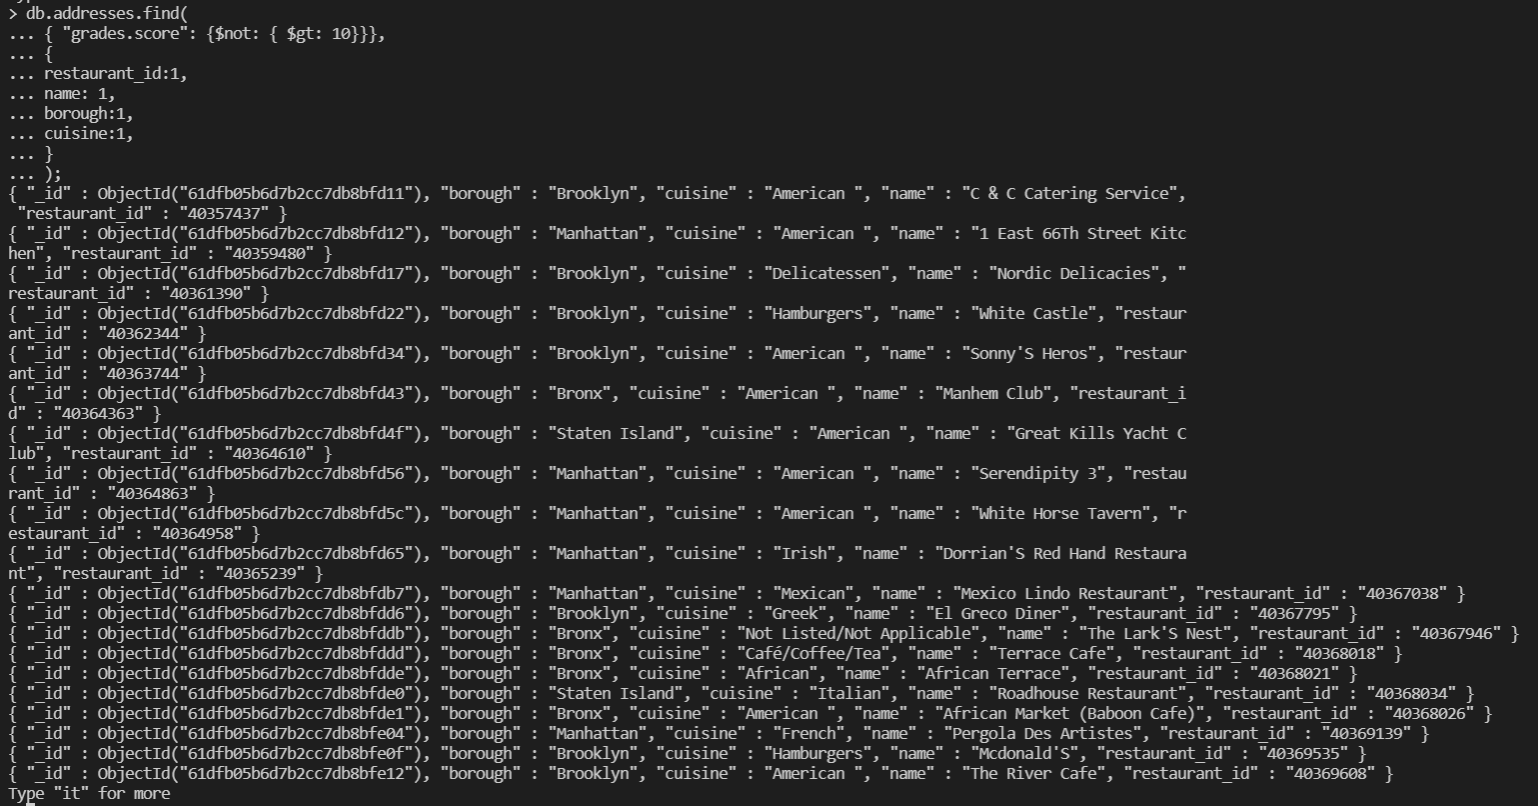 > db.addresses.find(
... { "grades.score": {$not: { $gt: 10}}},
... {
... restaurant_id:1,
... name: 1,
... borough:1,
... cuisine:1,
... }
... );
{ "_id" : ObjectId("61dfb05b6d7b2cc7db8bfd11"), "borough" : "Brooklyn", "cuisine" : "American ", "name" : "C & C Catering Service",
 "restaurant_id" : "40357437" }
{ "_id" : ObjectId("61dfb05b6d7b2cc7db8bfd12"), "borough" : "Manhattan", "cuisine" : "American ", "name" : "1 East 66Th Street Kitc
hen", "restaurant_id" : "40359480" }
{ "_id" : ObjectId("61dfb05b6d7b2cc7db8bfd17"), "borough" : "Brooklyn", "cuisine" : "Delicatessen", "name" : "Nordic Delicacies", "
restaurant_id" : "40361390" }
{ "_id" : ObjectId("61dfb05b6d7b2cc7db8bfd22"), "borough" : "Brooklyn", "cuisine" : "Hamburgers", "name" : "White Castle", "restaur
ant_id" : "40362344" }
{ "_id" : ObjectId("61dfb05b6d7b2cc7db8bfd34"), "borough" : "Brooklyn", "cuisine" : "American ", "name" : "Sonny'S Heros", "restaur
ant_id" : "40363744" }
{ "_id" : ObjectId("61dfb05b6d7b2cc7db8bfd43"), "borough" : "Bronx", "cuisine" : "American ", "name" : "Manhem Club", "restaurant_i
d" : "40364363" }
{ "_id" : ObjectId("61dfb05b6d7b2cc7db8bfd4f"), "borough" : "Staten Island", "cuisine" : "American ", "name" : "Great Kills Yacht C
lub", "restaurant_id" : "40364610" }
{ "_id" : ObjectId("61dfb05b6d7b2cc7db8bfd56"), "borough" : "Manhattan", "cuisine" : "American ", "name" : "Serendipity 3", "restau
rant_id" : "40364863" }
{ "_id" : ObjectId("61dfb05b6d7b2cc7db8bfd5c"), "borough" : "Manhattan", "cuisine" : "American ", "name" : "White Horse Tavern", "r
estaurant_id" : "40364958" }
{ "_id" : ObjectId("61dfb05b6d7b2cc7db8bfd65"), "borough" : "Manhattan", "cuisine" : "Irish", "name" : "Dorrian'S Red Hand Restaura
nt", "restaurant_id" : "40365239" }
{ "_id" : ObjectId("61dfb05b6d7b2cc7db8bfdb7"), "borough" : "Manhattan", "cuisine" : "Mexican", "name" : "Mexico Lindo Restaurant", "restaurant_id" : "40367038" }
{ "_id" : ObjectId("61dfb05b6d7b2cc7db8bfdd6"), "borough" : "Brooklyn", "cuisine" : "Greek", "name" : "El Greco Diner", "restaurant_id" : "40367795" }
{ "_id" : ObjectId("61dfb05b6d7b2cc7db8bfddb"), "borough" : "Bronx", "cuisine" : "Not Listed/Not Applicable", "name" : "The Lark'S Nest", "restaurant_id" : "40367946" }
{ "_id" : ObjectId("61dfb05b6d7b2cc7db8bfddd"), "borough" : "Bronx", "cuisine" : "Café/Coffee/Tea", "name" : "Terrace Cafe", "restaurant_id" : "40368018" }
{ "_id" : ObjectId("61dfb05b6d7b2cc7db8bfdde"), "borough" : "Bronx", "cuisine" : "African", "name" : "African Terrace", "restaurant_id" : "40368021" }
{ "_id" : ObjectId("61dfb05b6d7b2cc7db8bfde0"), "borough" : "Staten Island", "cuisine" : "Italian", "name" : "Roadhouse Restaurant", "restaurant_id" : "40368034" }
{ "_id" : ObjectId("61dfb05b6d7b2cc7db8bfde1"), "borough" : "Bronx", "cuisine" : "American ", "name" : "African Market (Baboon Cafe)", "restaurant_id" : "40368026" }
{ "_id" : ObjectId("61dfb05b6d7b2cc7db8bfe04"), "borough" : "Manhattan", "cuisine" : "French", "name" : "Pergola Des Artistes", "restaurant_id" : "40369139" }
{ "_id" : ObjectId("61dfb05b6d7b2cc7db8bfe0f"), "borough" : "Brooklyn", "cuisine" : "Hamburgers", "name" : "Mcdonald'S", "restaurant_id" : "40369535" }
{ "_id" : ObjectId("61dfb05b6d7b2cc7db8bfe12"), "borough" : "Brooklyn", "cuisine" : "American ", "name" : "The River Cafe", "restaurant_id" : "40369608" }
Type "it" for more